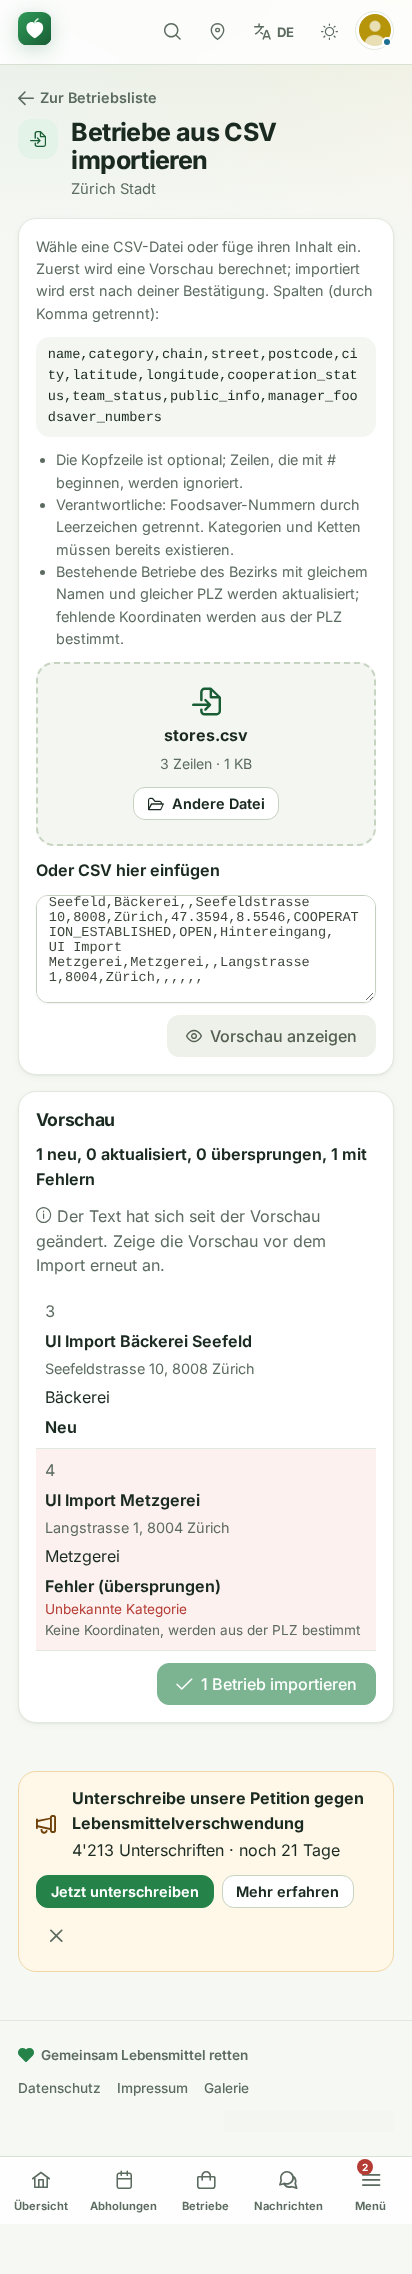 DE
Zur Betriebsliste
Betriebe aus CSV
importieren
Zürich Stadt
Wähle eine CSV-Datei oder füge ihren Inhalt ein.
Zuerst wird eine Vorschau berechnet; importiert
wird erst nach deiner Bestätigung. Spalten (durch
Komma getrennt):
name,category,chain,street,postcode,ci
ty,latitude,longitude,cooperation_stat
us,team_status,public_info,manager_foo
dsaver_numbers
• Die Kopfzeile ist optional; Zeilen, die mit #
beginnen, werden ignoriert.
• Verantwortliche: Foodsaver-Nummern durch
Leerzeichen getrennt. Kategorien und Ketten
müssen bereits existieren.
• Bestehende Betriebe des Bezirks mit gleichem
Namen und gleicher PLZ werden aktualisiert;
fehlende Koordinaten werden aus der PLZ
bestimmt.
stores.csv
3 Zeilen · 1 KB
Andere Datei
Oder CSV hier einfügen
Seefeld,Bäckerei,,Seefeldstrasse
10,8008,Zürich,47.3594,8.5546,COOPERAT
ION_ESTABLISHED,OPEN,Hintereingang,
UI Import
Metzgerei,Metzgerei,,Langstrasse
1,8004,Zürich,,,,,,
Vorschau anzeigen
Vorschau
1 neu, 0 aktualisiert, 0 übersprungen, 1 mit
Fehlern
Der Text hat sich seit der Vorschau
geändert. Zeige die Vorschau vor dem
Import erneut an.
3
UI Import Bäckerei Seefeld
Seefeldstrasse 10, 8008 Zürich
Bäckerei
Neu
4
UI Import Metzgerei
Langstrasse 1, 8004 Zürich
Metzgerei
Fehler (übersprungen)
Unbekannte Kategorie
Keine Koordinaten, werden aus der PLZ bestimmt
1 Betrieb importieren
Unterschreibe unsere Petition gegen
Lebensmittelverschwendung
4'213 Unterschriften · noch 21 Tage
Jetzt unterschreiben
Mehr erfahren
Gemeinsam Lebensmittel retten
Datenschutz Impressum Galerie
2
Übersicht Abholungen Betriebe Nachrichten Menü